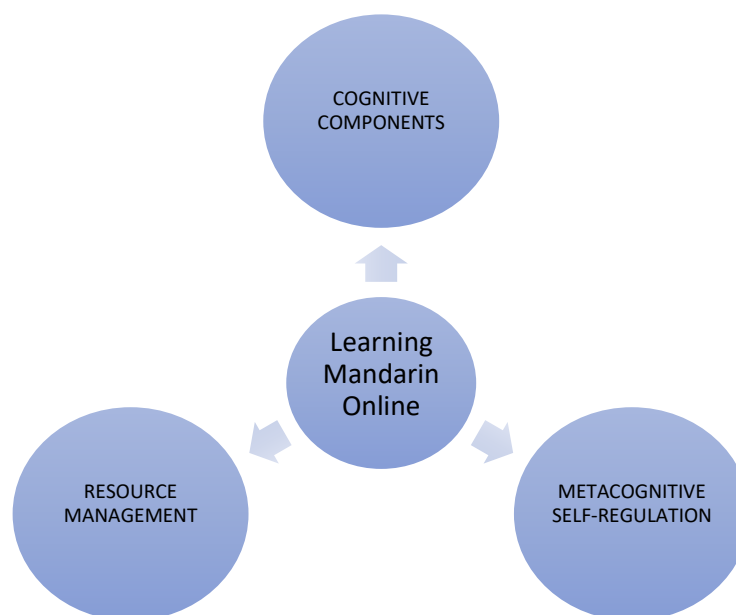 COGNITIVE
COMPONENTS
Learning
Mandarin
Online
RESOURCE
MANAGEMENT
METACOGNITIVE
SELF-REGULATION